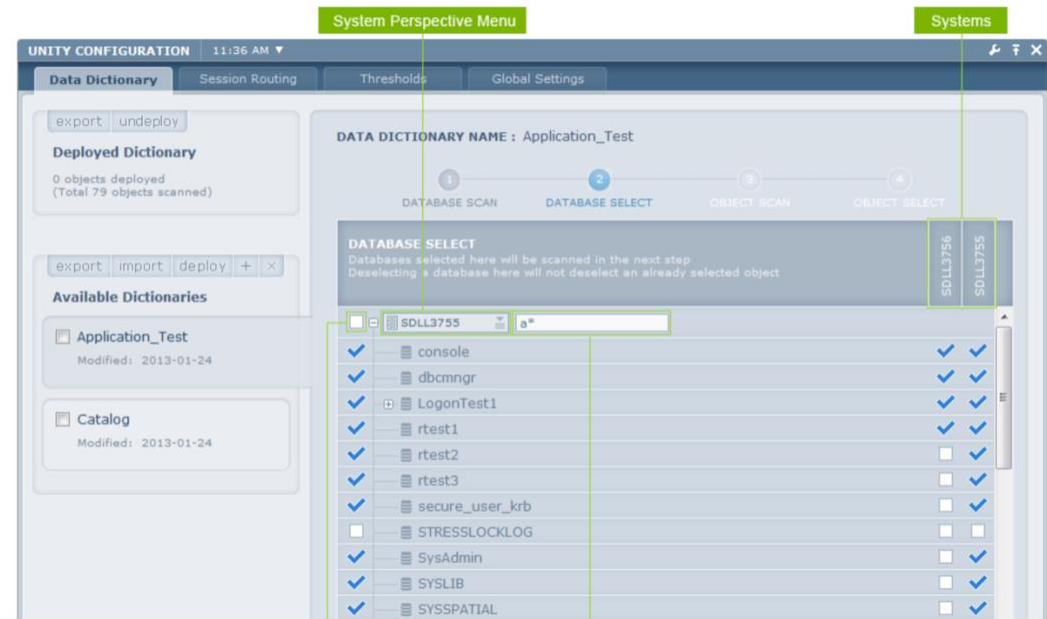 System Perspective Menu
Systems
UNITY CONFIGURATION 11:36 AM ▼
Data Dictionary Session Routing Thresholds Global Settings
export undeploy
Deployed Dictionary
0 objects deployed
(Total 79 objects scanned)
export import deploy + ×
Available Dictionaries
Application_Test
Modified: 2013-01-24
Catalog
Modified: 2013-01-24
DATA DICTIONARY NAME : Application_Test
1 2 3 4
DATABASE SCAN DATABASE SELECT OBJECT SCAN OBJECT SELECT
DATABASE SELECT
Databases selected here will be scanned in the next step
Deselecting a database here will not deselect an already selected object
SDLL3756
SDLL3755
SDLL3755 a*
console
dbcmngr
LogonTest1
rtest1
rtest2
rtest3
secure_user_krb
STRESSLOCKLOG
SysAdmin
SYSLIB
SYSSPATIAL